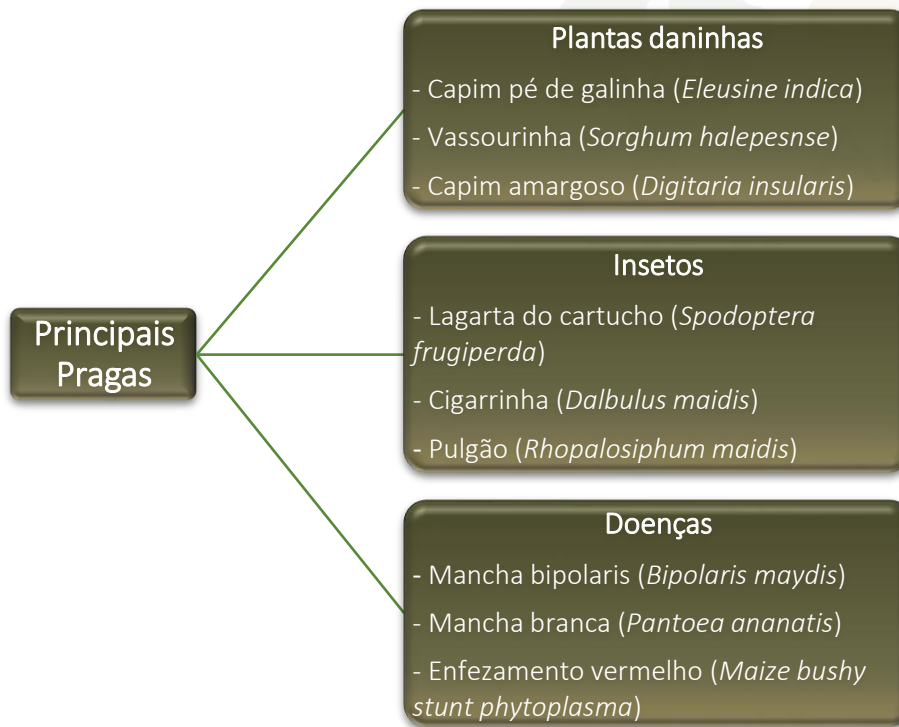 Principais
Pragas
Plantas daninhas
- Capim pé de galinha (Eleusine indica)
- Vassourinha (Sorghum halepesnse)
- Capim amargoso (Digitaria insularis)
Insetos
- Lagarta do cartucho (Spodoptera
frugiperda)
- Cigarrinha (Dalbulus maidis)
- Pulgão (Rhopalosiphum maidis)
Doenças
- Mancha bipolaris (Bipolaris maydis)
- Mancha branca (Pantoea ananatis)
- Enfezamento vermelho (Maize bushy
stunt phytoplasma)